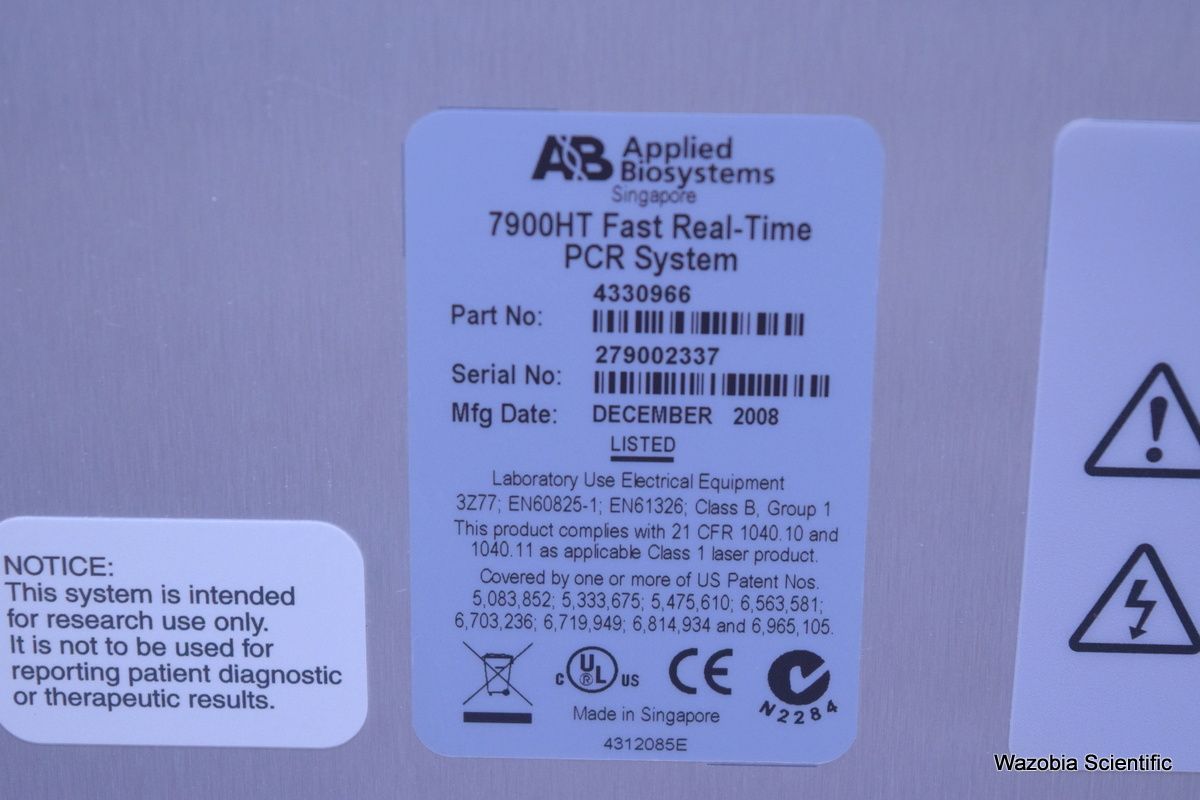 A B Applied
Biosystems
Singapore
7900HT Fast Real-Time
PCR System
4330966
Part No:
279002337
Serial No:
Mfg Date: DECEMBER 2008
LISTED
Laboratory Use Electrical Equipment
3Z77; EN60825-1; EN61326; Class B, Group 1
This product complies with 21 CFR 1040.10 and
1040.11 as applicable Class 1 laser product.
Covered by one or more of US Patent Nos.
5,083,852; 5,333,675; 5,475,610; 6,563,581;
6,703,236; 6,719,949; 6,814,934 and 6,965,105.
C UL ® US CE N2284
Made in Singapore
4312085E
NOTICE:
This system is intended
for research use only.
It is not to be used for
reporting patient diagnostic
or therapeutic results.
Wazobia Scientific